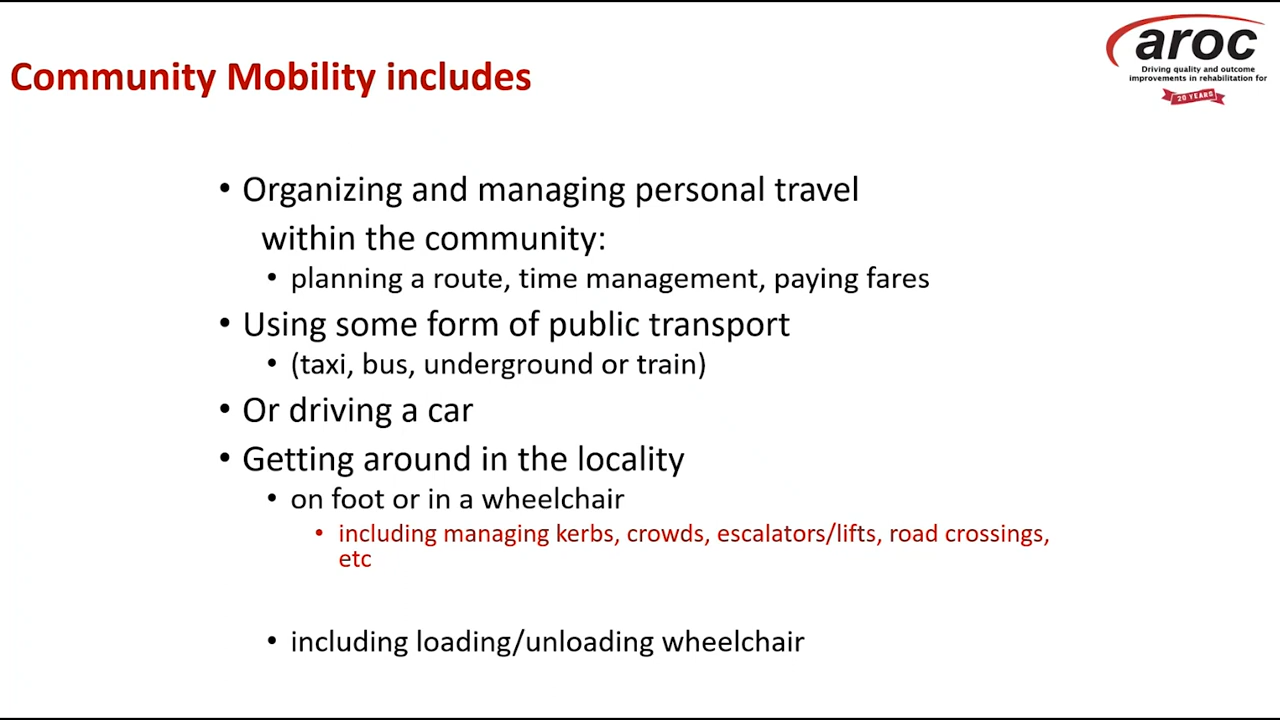 aroc
Driving quality and outcome
improvements in rehabilitation for
20 YEARS
Community Mobility includes
• Organizing and managing personal travel
within the community:
• planning a route, time management, paying fares
• Using some form of public transport
• (taxi, bus, underground or train)
• Or driving a car
• Getting around in the locality
• on foot or in a wheelchair
• including managing kerbs, crowds, escalators/lifts, road crossings,
etc
• including loading/unloading wheelchair